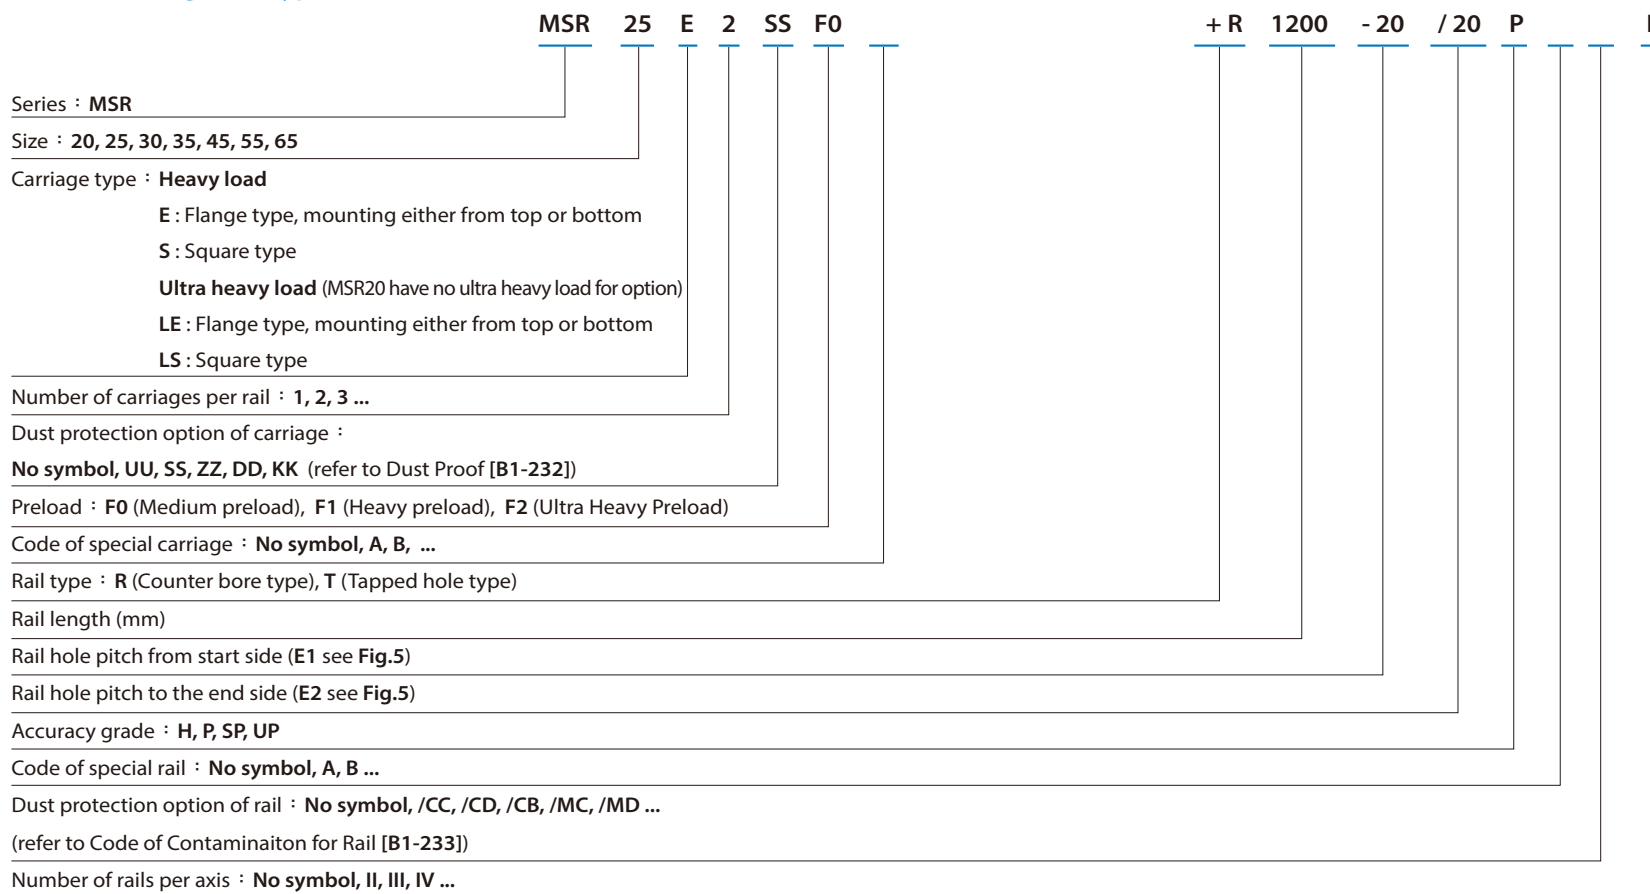 MSR 25 E 2 SS F0 + R 1200 - 20 / 20 P
Series : MSR
Size : 20, 25, 30, 35, 45, 55, 65
Carriage type : Heavy load
E : Flange type, mounting either from top or bottom
S : Square type
Ultra heavy load (MSR20 have no ultra heavy load for option)
LE : Flange type, mounting either from top or bottom
LS : Square type
Number of carriages per rail : 1, 2, 3 ...
Dust protection option of carriage :
No symbol, UU, SS, ZZ, DD, KK (refer to Dust Proof [B1-232])
Preload : F0 (Medium preload), F1 (Heavy preload), F2 (Ultra Heavy Preload)
Code of special carriage : No symbol, A, B, ...
Rail type : R (Counter bore type), T (Tapped hole type)
Rail length (mm)
Rail hole pitch from start side (E1 see Fig.5)
Rail hole pitch to the end side (E2 see Fig.5)
Accuracy grade : H, P, SP, UP
Code of special rail : No symbol, A, B ...
Dust protection option of rail : No symbol, /CC, /CD, /CB, /MC, /MD ...
(refer to Code of Contaminaiton for Rail [B1-233])
Number of rails per axis : No symbol, II, III, IV ...